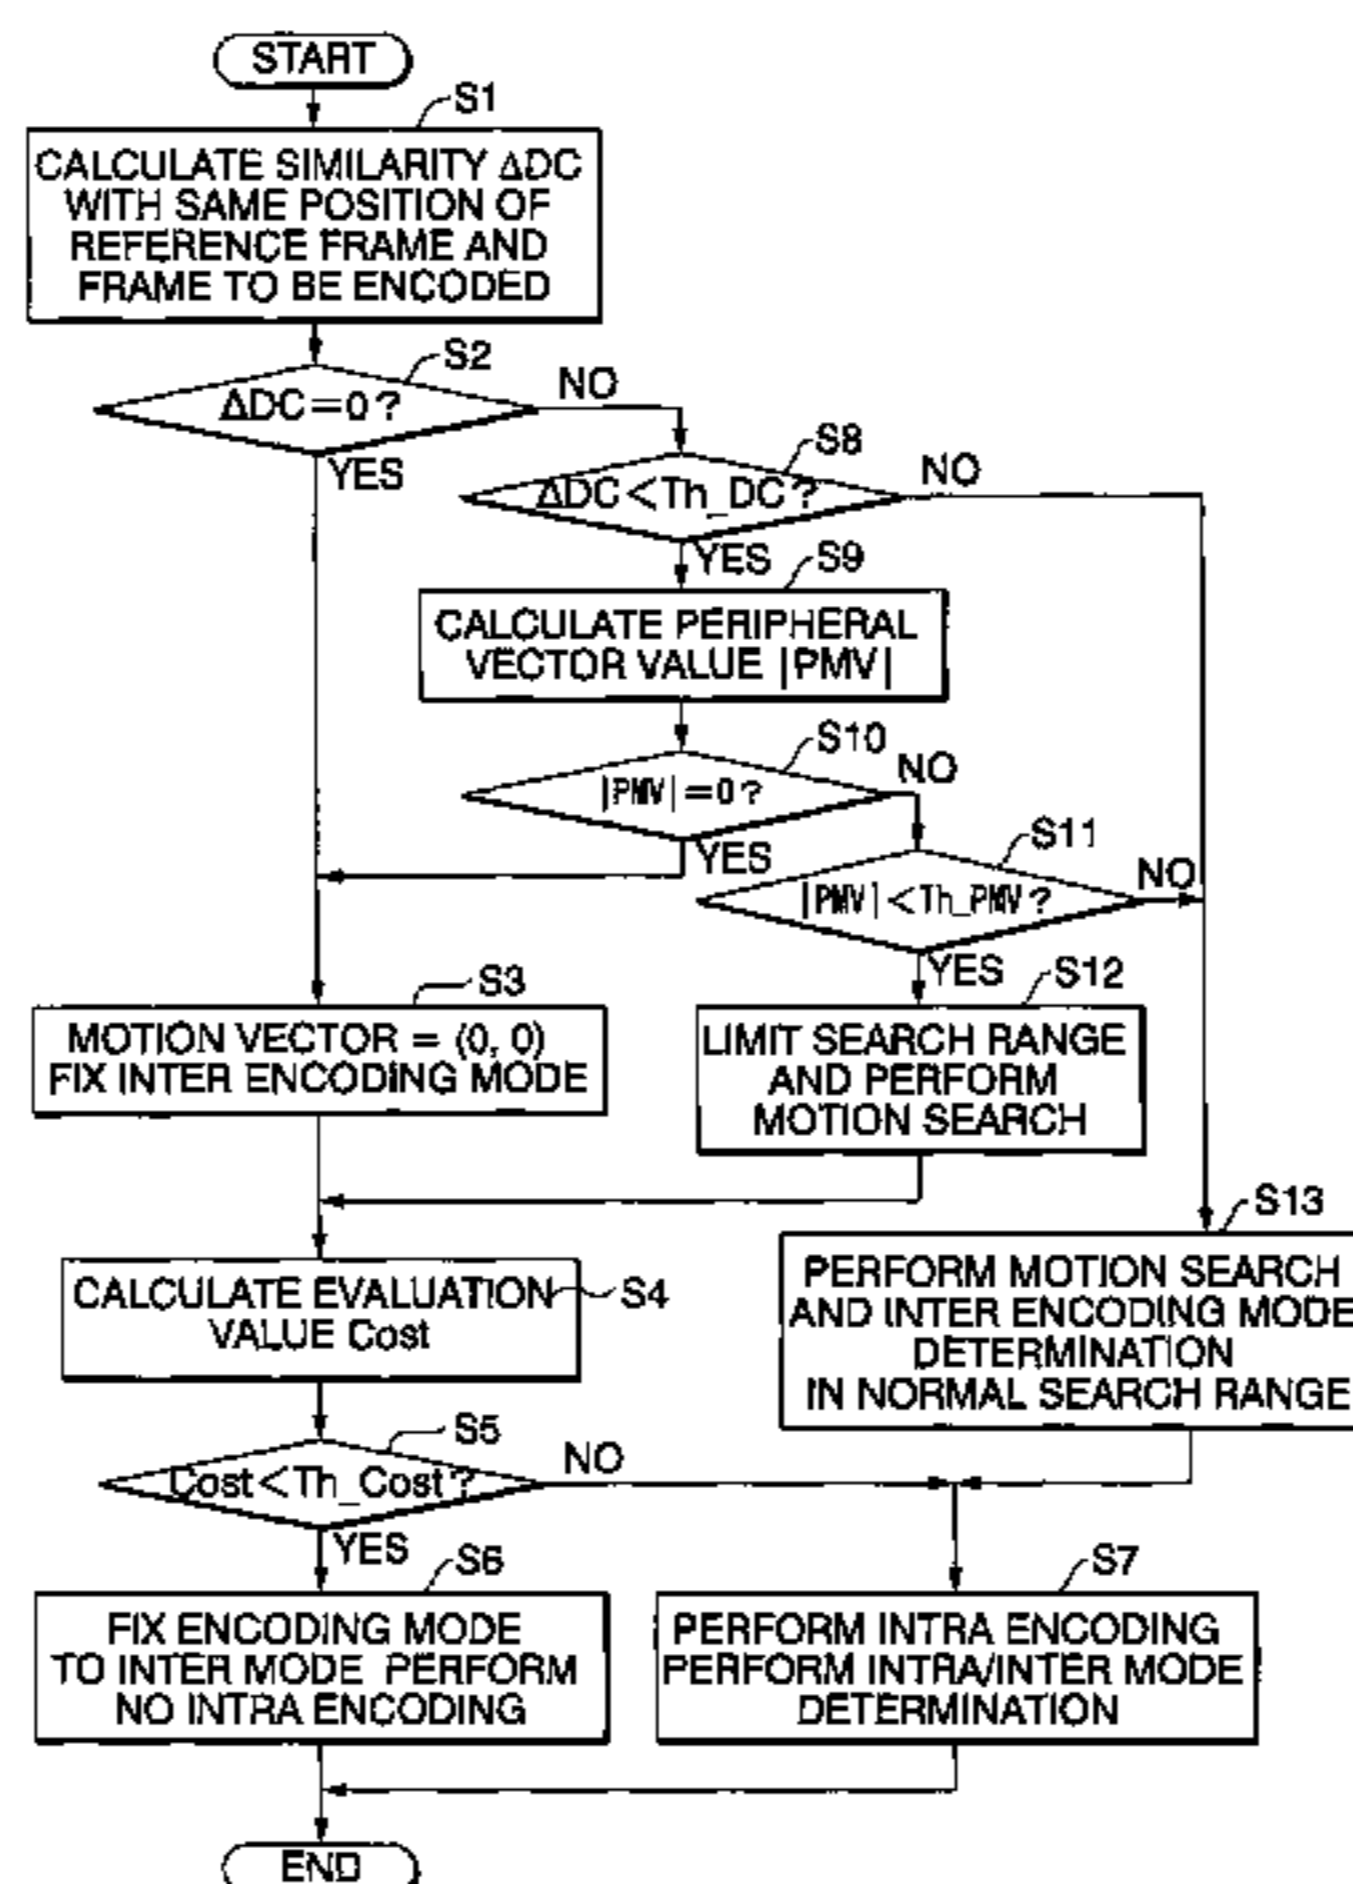 START
S1
CALCULATE SIMILARITY ΔDC
WITH SAME POSITION OF
REFERENCE FRAME AND
FRAME TO BE ENCODED
S2
ΔDC=0?
NO
YES
S8
ΔDC<Th_DC?
NO
YES
S9
CALCULATE PERIPHERAL
VECTOR VALUE |PMV|
S10
|PMV|=0?
NO
YES
S11
|PMV|<Th_PMV?
NO
YES
S3
MOTION VECTOR = (0, 0)
FIX INTER ENCODING MODE
S12
LIMIT SEARCH RANGE
AND PERFORM
MOTION SEARCH
S13
PERFORM MOTION SEARCH
AND INTER ENCODING MODE
DETERMINATION
IN NORMAL SEARCH RANGE
CALCULATE EVALUATION
VALUE Cost
S4
S5
Cost<Th_Cost?
NO
YES
S6
FIX ENCODING MODE
TO INTER MODE PERFORM
NO INTRA ENCODING
S7
PERFORM INTRA ENCODING
PERFORM INTRA/INTER MODE
DETERMINATION
END